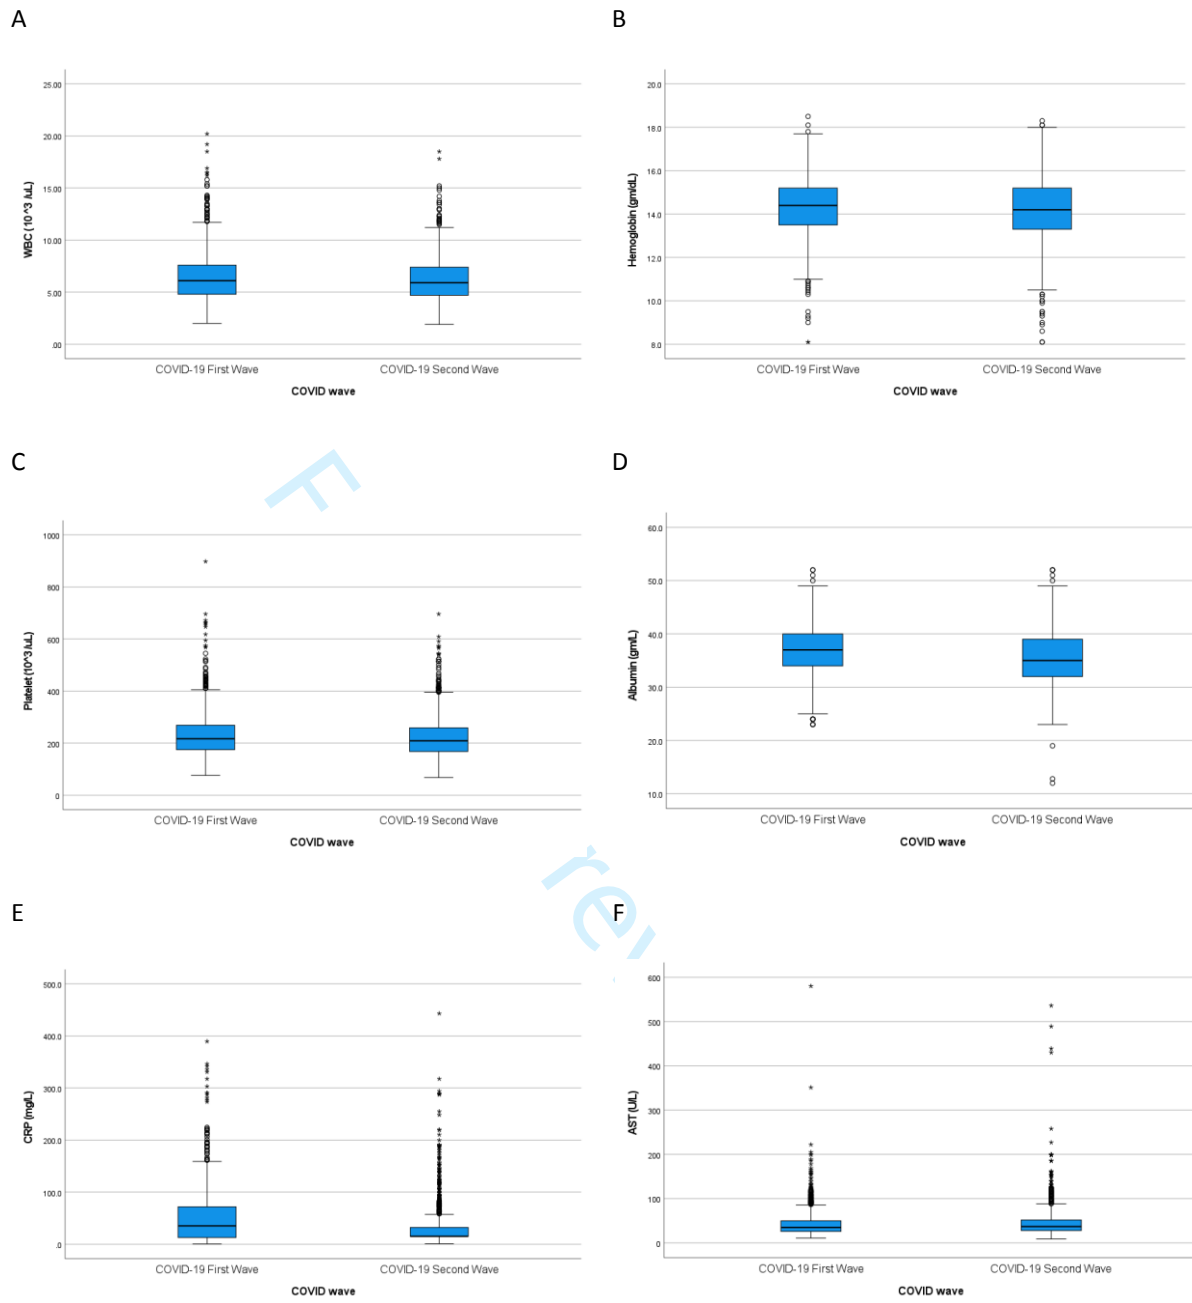 A
B
WBC (10^3 /uL)
25.00
20.00
15.00
10.00
5.00
.00
COVID-19 First Wave
COVID-19 Second Wave
COVID wave
Hemoglobin (gm/dL)
20.0
18.0
16.0
14.0
12.0
10.0
8.0
COVID-19 First Wave
COVID-19 Second Wave
COVID wave
C
D
Platelet (10^3 /uL)
1000
800
600
400
200
0
COVID-19 First Wave
COVID-19 Second Wave
COVID wave
Albumin (gm/L)
60.0
50.0
40.0
30.0
20.0
10.0
COVID-19 First Wave
COVID-19 Second Wave
COVID wave
F
rev
E
F
CRP (mg/L)
500.0
400.0
300.0
200.0
100.0
.0
COVID-19 First Wave
COVID-19 Second Wave
COVID wave
AST (U/L)
600
500
400
300
200
100
0
COVID-19 First Wave
COVID-19 Second Wave
COVID wave